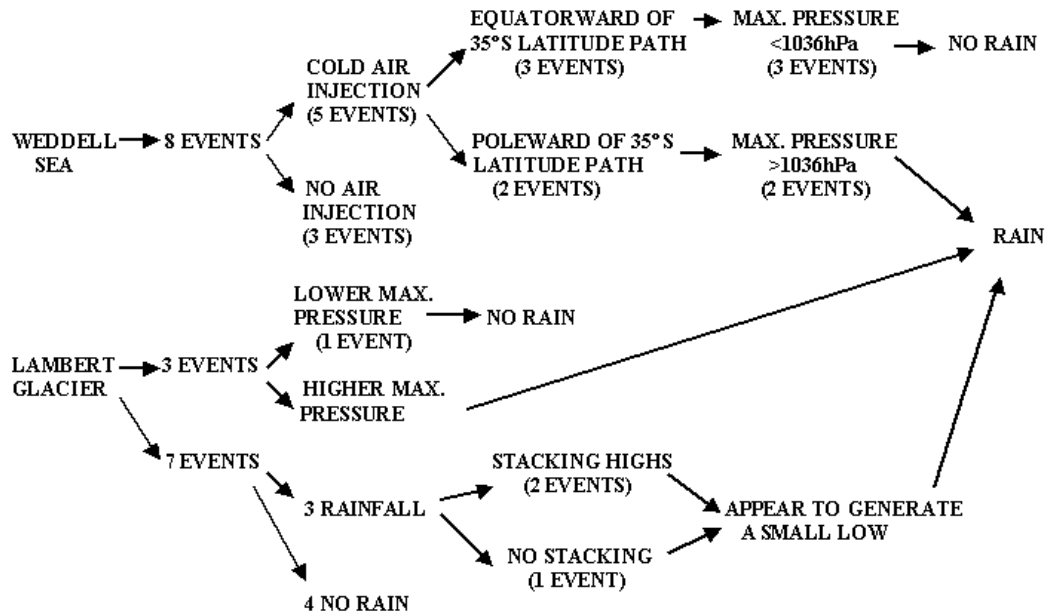 EQUATORWARD OF
35°S LATITUDE PATH
(3 EVENTS)
MAX. PRESSURE
<1036hPa
(3 EVENTS)
NO RAIN
COLD AIR
INJECTION
(5 EVENTS)
WEDDELL
SEA
8 EVENTS
POLEWARD OF 35°S
LATITUDE PATH
(2 EVENTS)
MAX. PRESSURE
>1036hPa
(2 EVENTS)
NO AIR
INJECTION
(3 EVENTS)
RAIN
LOWER MAX.
PRESSURE
(1 EVENT)
NO RAIN
LAMBERT
GLACIER
3 EVENTS
HIGHER MAX.
PRESSURE
7 EVENTS
STACKING HIGHS
(2 EVENTS)
3 RAINFALL
APPEAR TO GENERATE
A SMALL LOW
NO STACKING
(1 EVENT)
4 NO RAIN